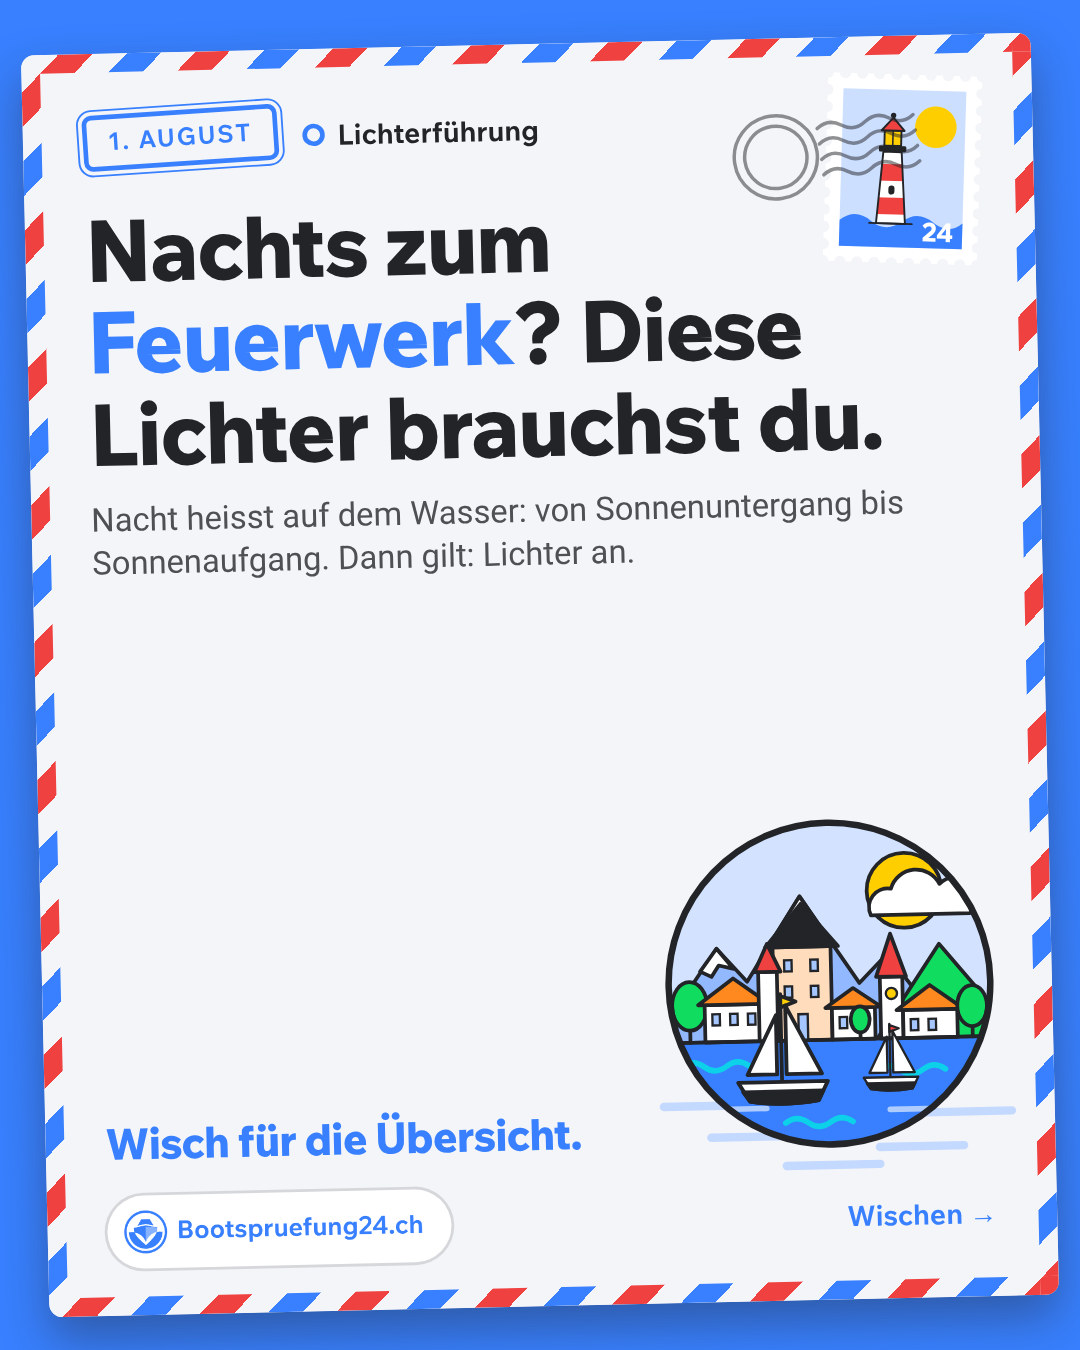 1. AUGUST
Lichterführung
24
Nachts zum
Feuerwerk? Diese
Lichter brauchst du.
Nacht heisst auf dem Wasser: von Sonnenuntergang bis
Sonnenaufgang. Dann gilt: Lichter an.
Wisch für die Übersicht.
Bootspruefung24.ch
Wischen →